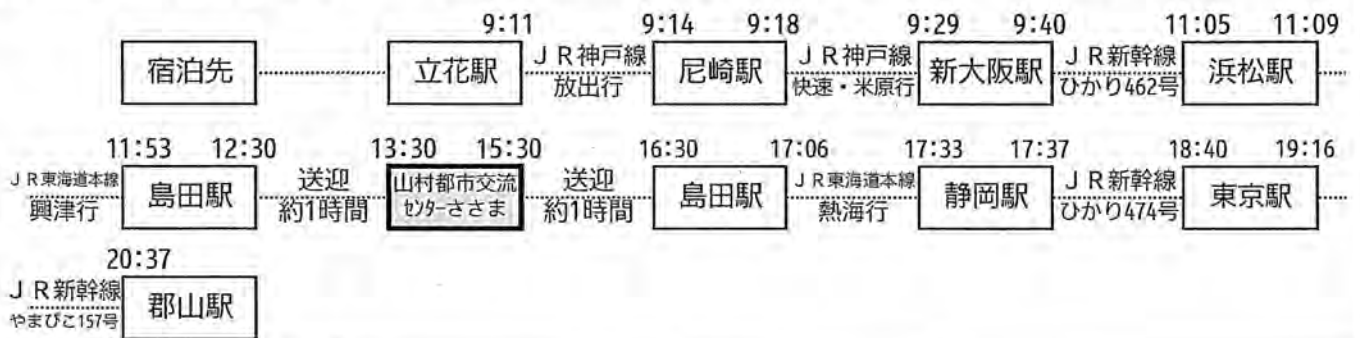 9:11 9:14 9:18 9:29 9:40 11:05 11:09
宿泊先 立花駅 JR神戸線 放出行 尼崎駅 JR神戸線 快速・米原行 新大阪駅 JR新幹線 ひかり462号 浜松駅
11:53 12:30 13:30 15:30 16:30 17:06 17:33 17:37 18:40 19:16
JR東海道本線 興津行 島田駅 送迎 約1時間 山村都市交流 センターささま 送迎 約1時間 島田駅 JR東海道本線 熱海行 静岡駅 JR新幹線 ひかり474号 東京駅
20:37
JR新幹線 やまびこ157号 郡山駅